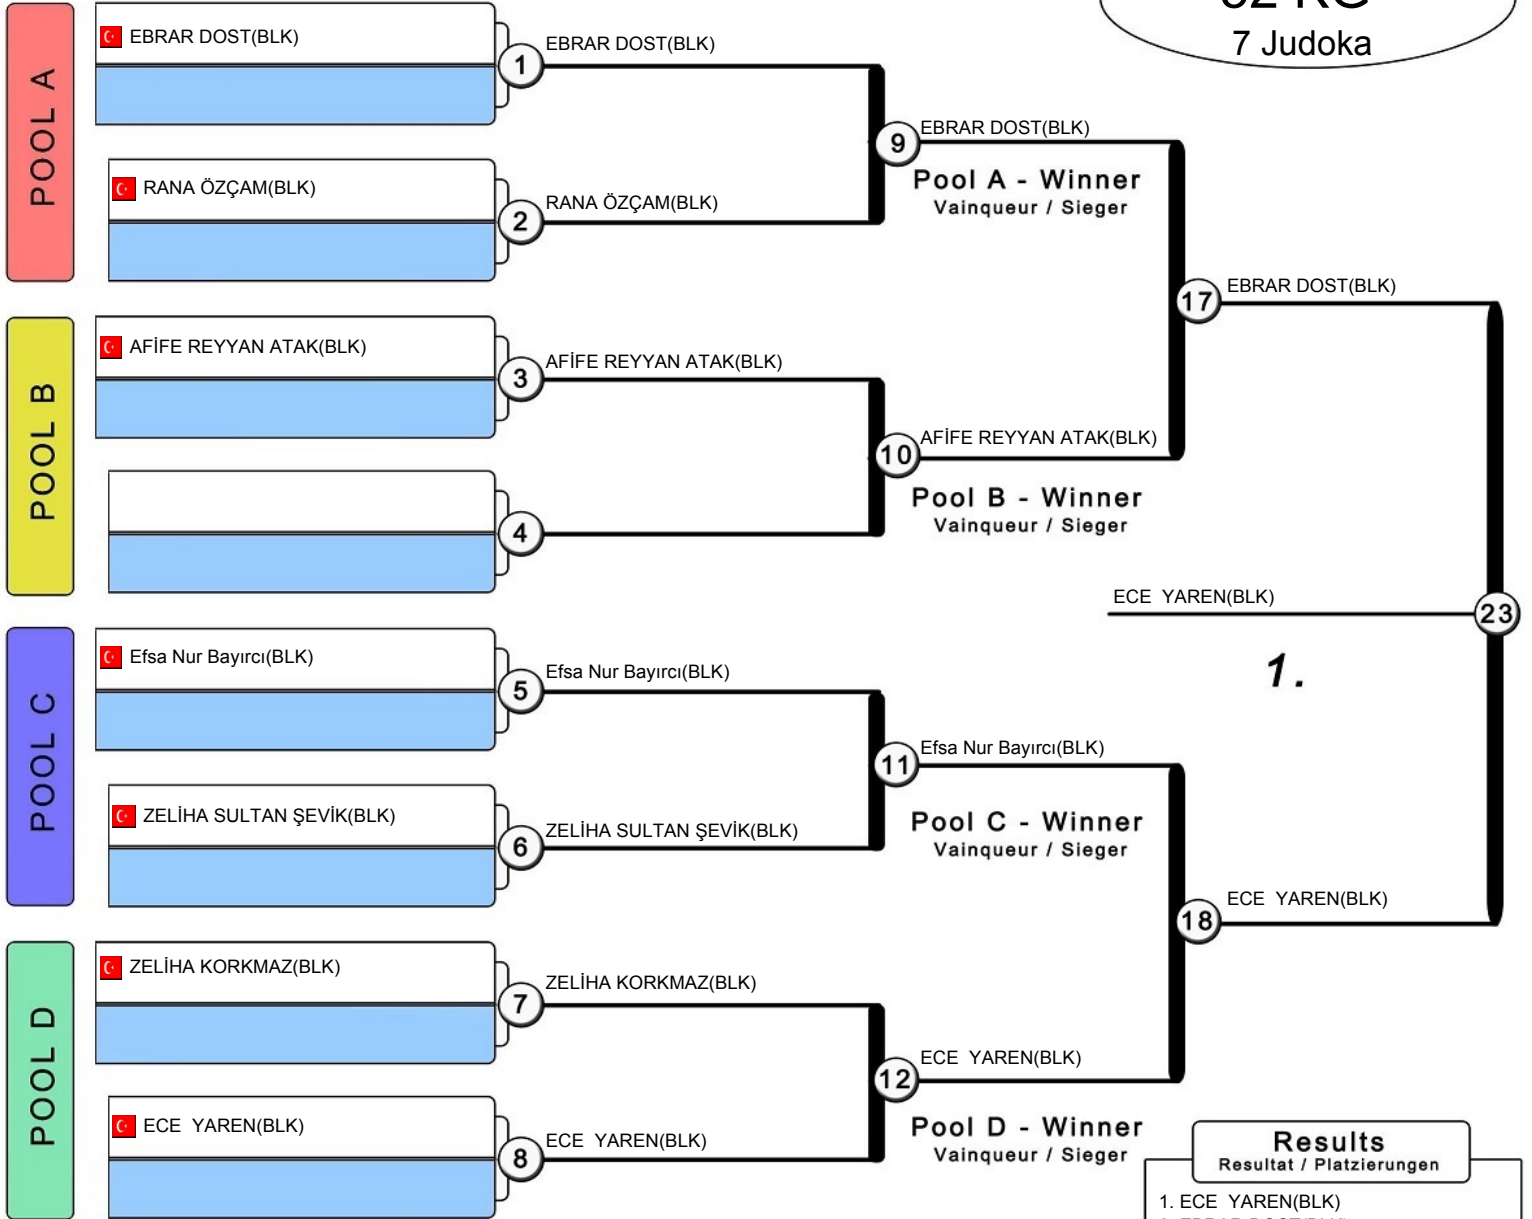 7 Judoka
POOL A
EBRAR DOST(BLK)
1
EBRAR DOST(BLK)
RANA ÖZÇAM(BLK)
2
RANA ÖZÇAM(BLK)
9
EBRAR DOST(BLK)
Pool A - Winner
Vainqueur / Sieger
POOL B
AFİFE REYYAN ATAK(BLK)
3
AFİFE REYYAN ATAK(BLK)
4
10
AFİFE REYYAN ATAK(BLK)
Pool B - Winner
Vainqueur / Sieger
17
EBRAR DOST(BLK)
POOL C
Efsa Nur Bayırcı(BLK)
5
Efsa Nur Bayırcı(BLK)
ZELİHA SULTAN ŞEVİK(BLK)
6
ZELİHA SULTAN ŞEVİK(BLK)
11
Efsa Nur Bayırcı(BLK)
Pool C - Winner
Vainqueur / Sieger
POOL D
ZELİHA KORKMAZ(BLK)
7
ZELİHA KORKMAZ(BLK)
ECE  YAREN(BLK)
8
ECE  YAREN(BLK)
12
ECE  YAREN(BLK)
Pool D - Winner
Vainqueur / Sieger
18
ECE  YAREN(BLK)
ECE  YAREN(BLK)
23
1.
Results
Resultat / Platzierungen
1. ECE  YAREN(BLK)